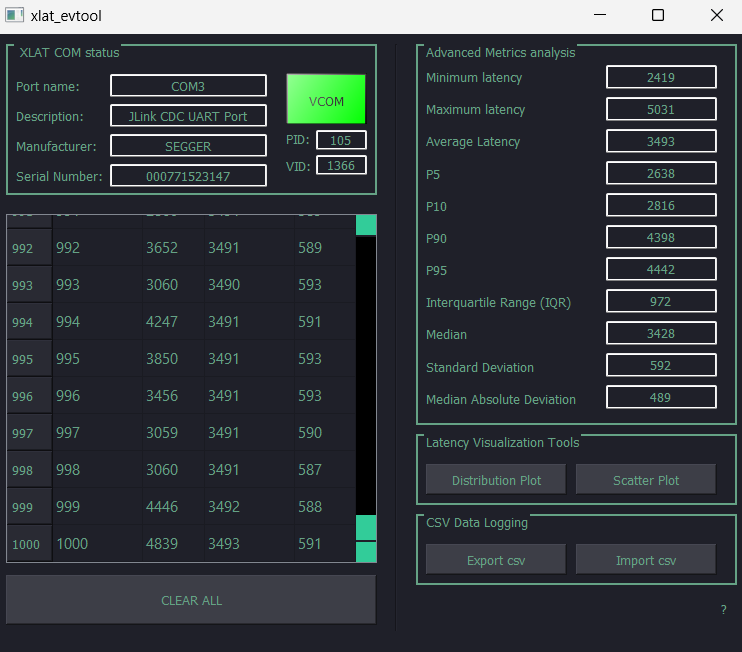 xlat_evtool
XLAT COM status
Port name: COM3
Description: JLink CDC UART Port
Manufacturer: SEGGER
Serial Number: 000771523147
VCOM
PID: 105
VID: 1366
992 992 3652 3491 589
993 993 3060 3490 593
994 994 4247 3491 591
995 995 3850 3491 593
996 996 3456 3491 593
997 997 3059 3491 590
998 998 3060 3491 587
999 999 4446 3492 588
1000 1000 4839 3493 591
CLEAR ALL
Advanced Metrics analysis
Minimum latency 2419
Maximum latency 5031
Average Latency 3493
P5 2638
P10 2816
P90 4398
P95 4442
Interquartile Range (IQR) 972
Median 3428
Standard Deviation 592
Median Absolute Deviation 489
Latency Visualization Tools
Distribution Plot Scatter Plot
CSV Data Logging
Export csv Import csv
?